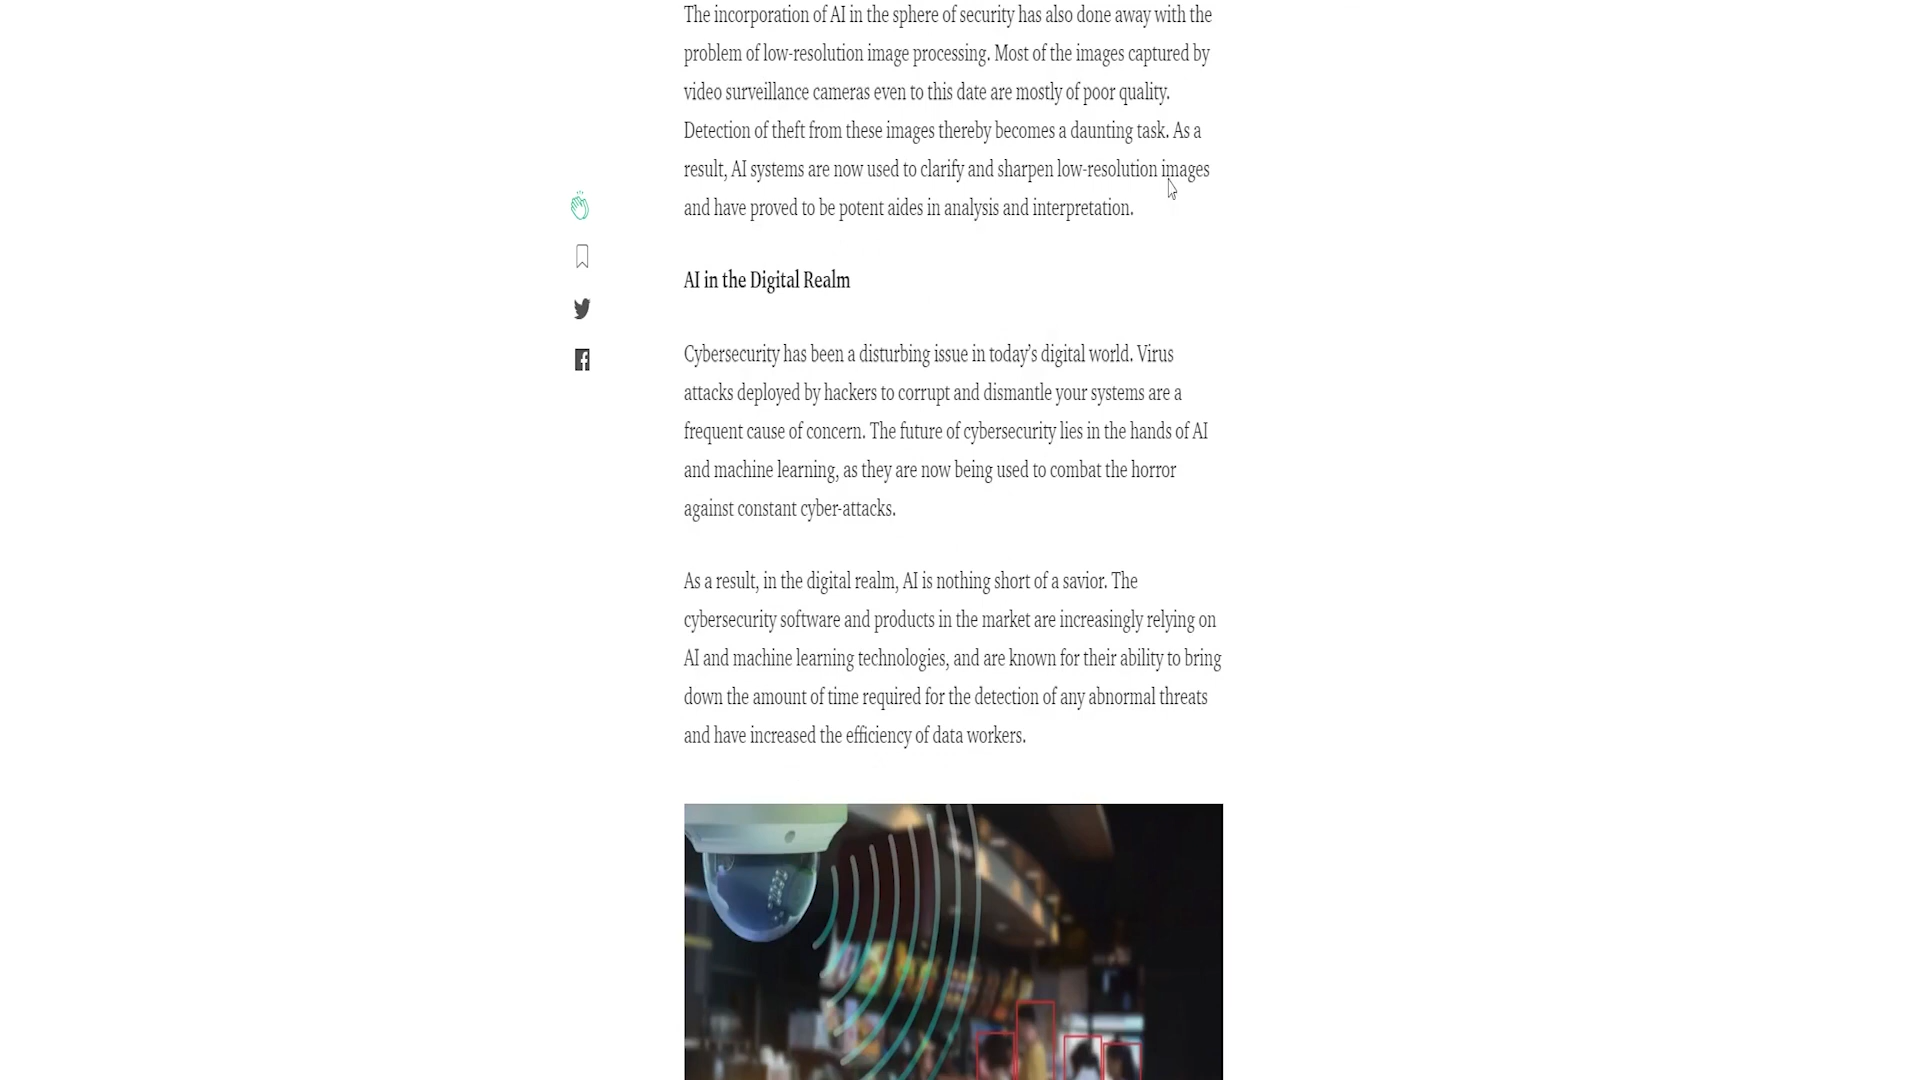 The incorporation of AI in the sphere of security has also done away with the
problem of low-resolution image processing. Most of the images captured by
video surveillance cameras even to this date are mostly of poor quality.
Detection of theft from these images thereby becomes a daunting task. As a
result, AI systems are now used to clarify and sharpen low-resolution images
and have proved to be potent aides in analysis and interpretation.
AI in the Digital Realm
Cybersecurity has been a disturbing issue in today’s digital world. Virus
attacks deployed by hackers to corrupt and dismantle your systems are a
frequent cause of concern. The future of cybersecurity lies in the hands of AI
and machine learning, as they are now being used to combat the horror
against constant cyber-attacks.
As a result, in the digital realm, AI is nothing short of a savior. The
cybersecurity software and products in the market are increasingly relying on
AI and machine learning technologies, and are known for their ability to bring
down the amount of time required for the detection of any abnormal threats
and have increased the efficiency of data workers.